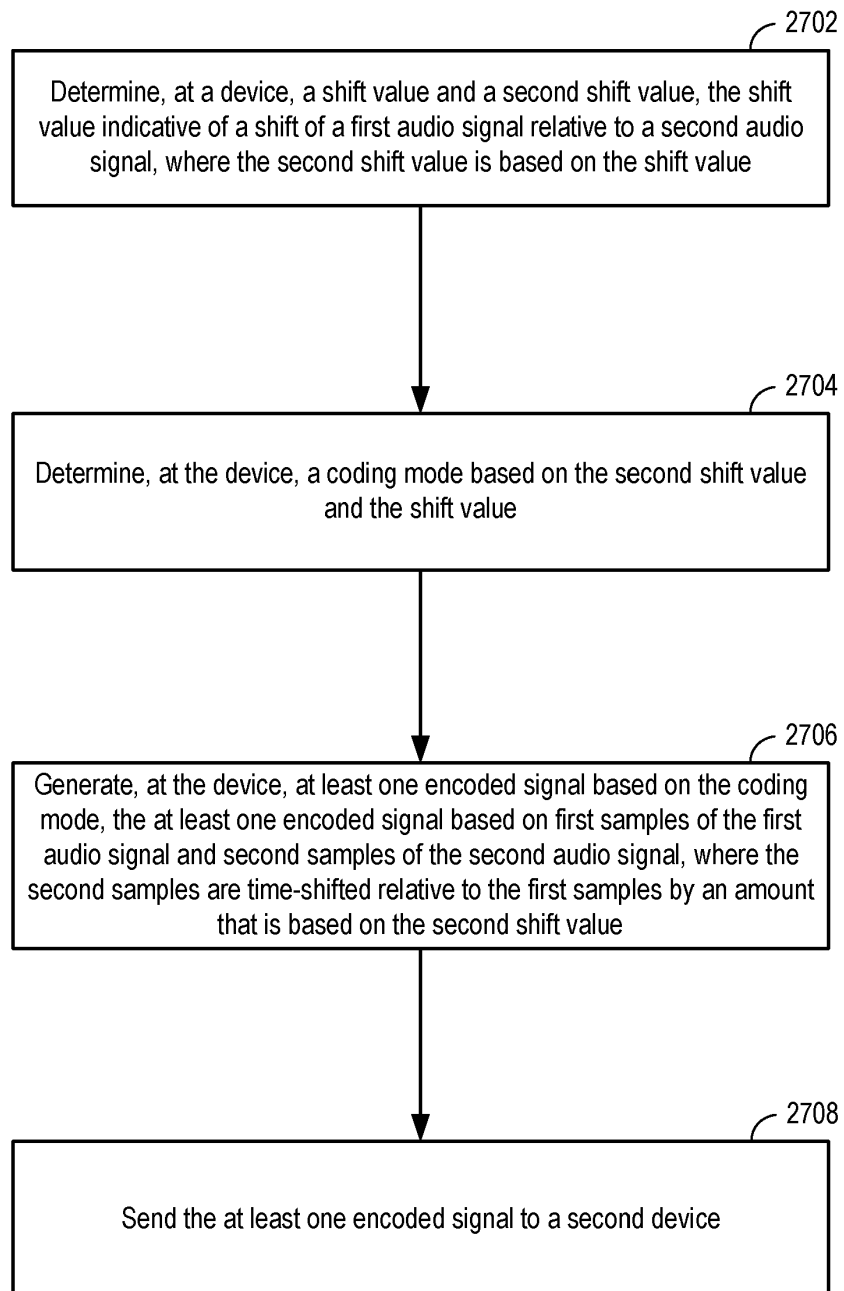 2702
Determine, at a device, a shift value and a second shift value, the shift
value indicative of a shift of a first audio signal relative to a second audio
signal, where the second shift value is based on the shift value
2704
Determine, at the device, a coding mode based on the second shift value
and the shift value
2706
Generate, at the device, at least one encoded signal based on the coding
mode, the at least one encoded signal based on first samples of the first
audio signal and second samples of the second audio signal, where the
second samples are time-shifted relative to the first samples by an amount
that is based on the second shift value
2708
Send the at least one encoded signal to a second device